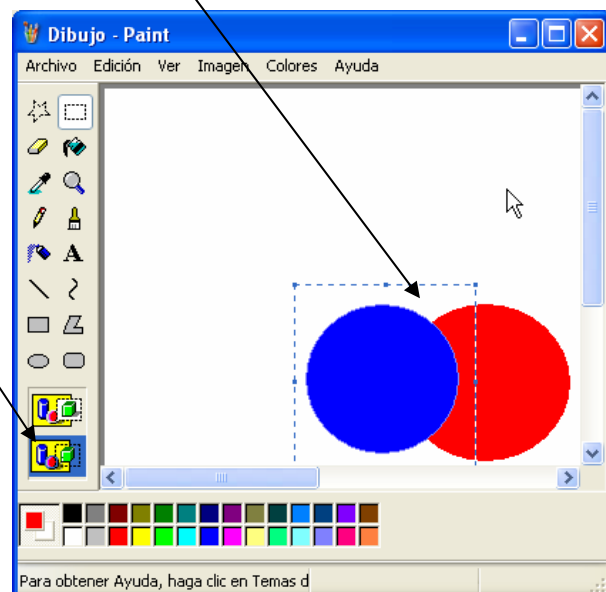 Dibujo - Paint
Archivo Edición Ver Imagen Colores Ayuda
A
Para obtener Ayuda, haga clic en Temas d